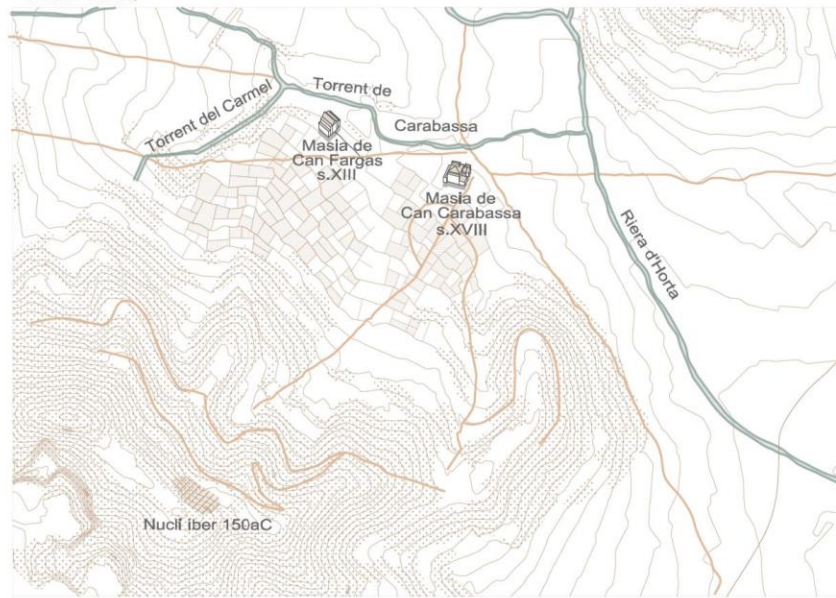 Torrent de
Torrent del Carmel
Carabassa
Masia de
Can Fargas
s.XIII
Masia de
Can Carabassa
s.XVIII
Riera d'Horta
Nucli iber 150aC